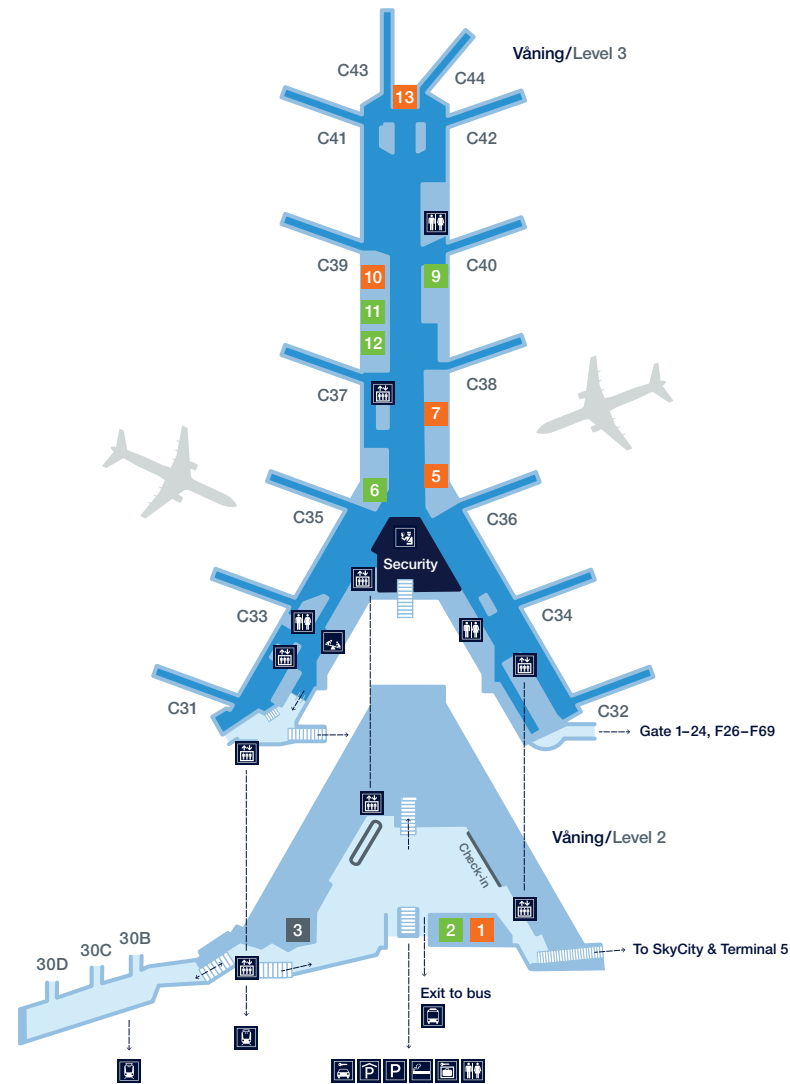 Våning/Level 3
C43
C44
13
C41
C42
C39
C40
10
9
11
12
C37
C38
7
5
6
C35
C36
Security
C33
C34
C31
C32
Gate 1–24, F26–F69
Våning/Level 2
Check-in
3
2
1
30B
30C
30D
To SkyCity & Terminal 5
Exit to bus
P
P